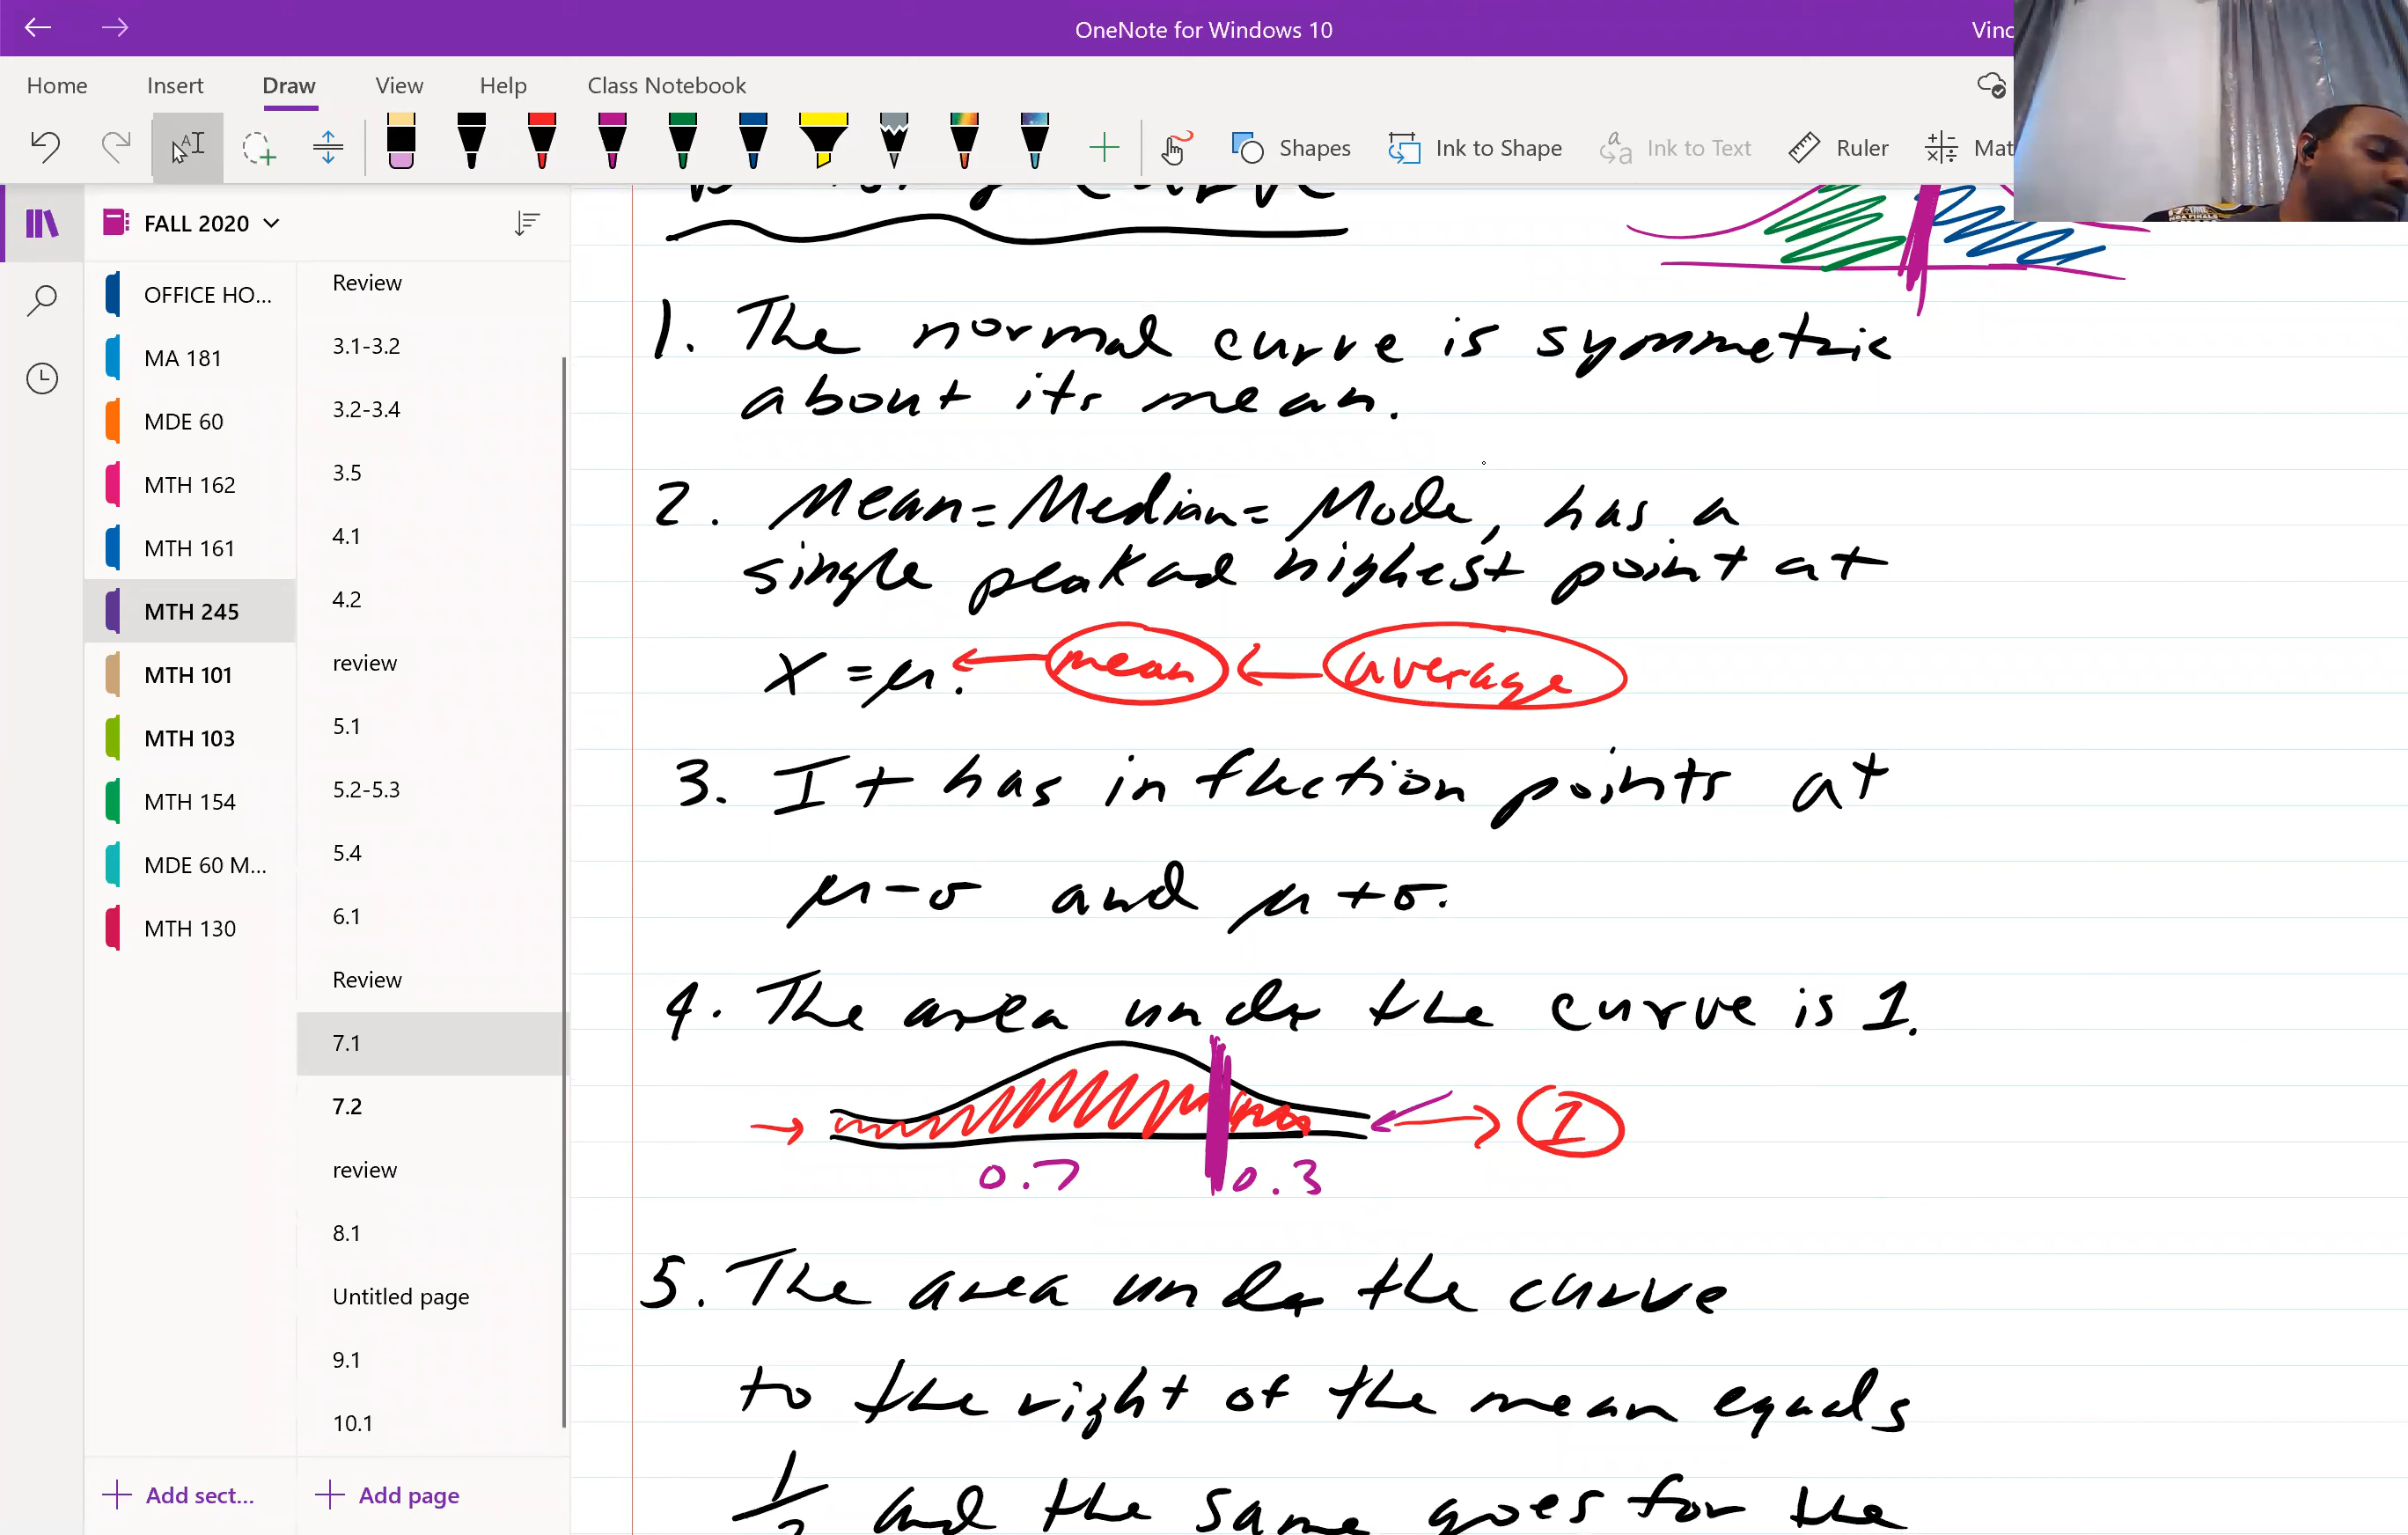 OneNote for Windows 10
Vinc
Home Insert Draw View Help Class Notebook
Shapes Ink to Shape Ink to Text Ruler Mat
FALL 2020
OFFICE HO...
MA 181
MDE 60
MTH 162
MTH 161
MTH 245
MTH 101
MTH 103
MTH 154
MDE 60 M...
MTH 130
Add sect...
Review
3.1-3.2
3.2-3.4
3.5
4.1
4.2
review
5.1
5.2-5.3
5.4
6.1
Review
7.1
7.2
review
8.1
Untitled page
9.1
10.1
Add page
Curve
1. The normal curve is symmetric
about its mean.
2. Mean = Median = Mode, has a
single peak ad highest point at
X = μ. ← mean ← average
3. It has inflection points at
μ - σ and μ + σ.
4. The area under the curve is 1.
1
0.7 0.3
5. The area under the curve
to the right of the mean equals
1/2 and the same goes for the